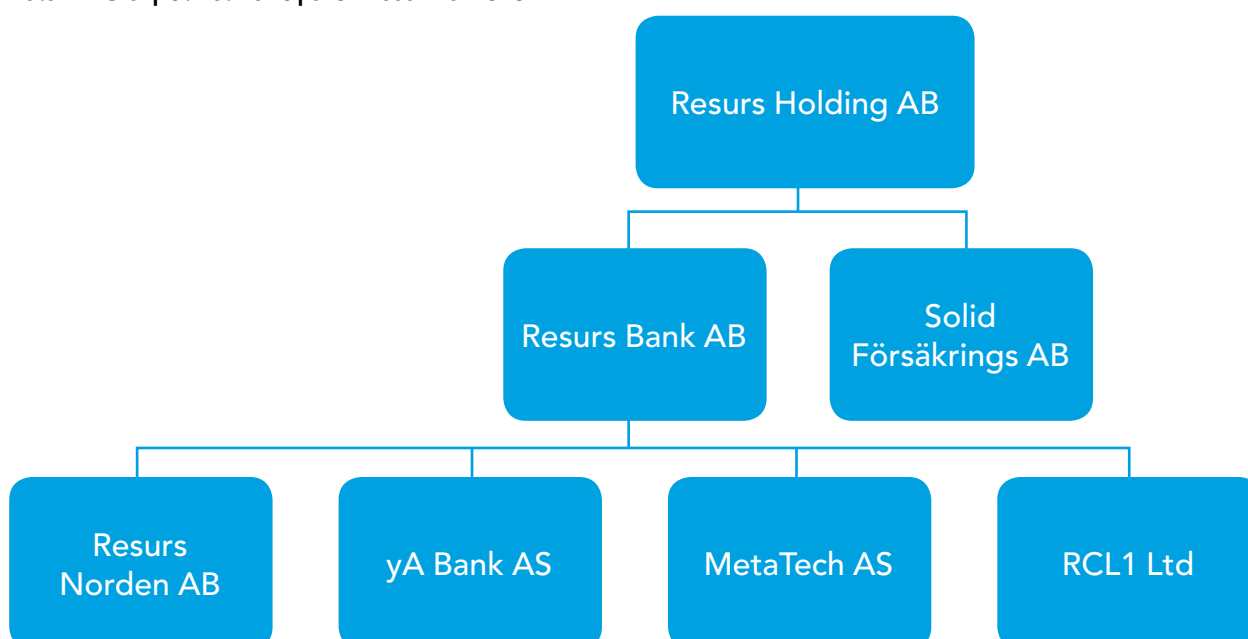 Resurs Holding AB
Resurs Bank AB
Solid
Försäkrings AB
Resurs
Norden AB
yA Bank AS
MetaTech AS
RCL1 Ltd